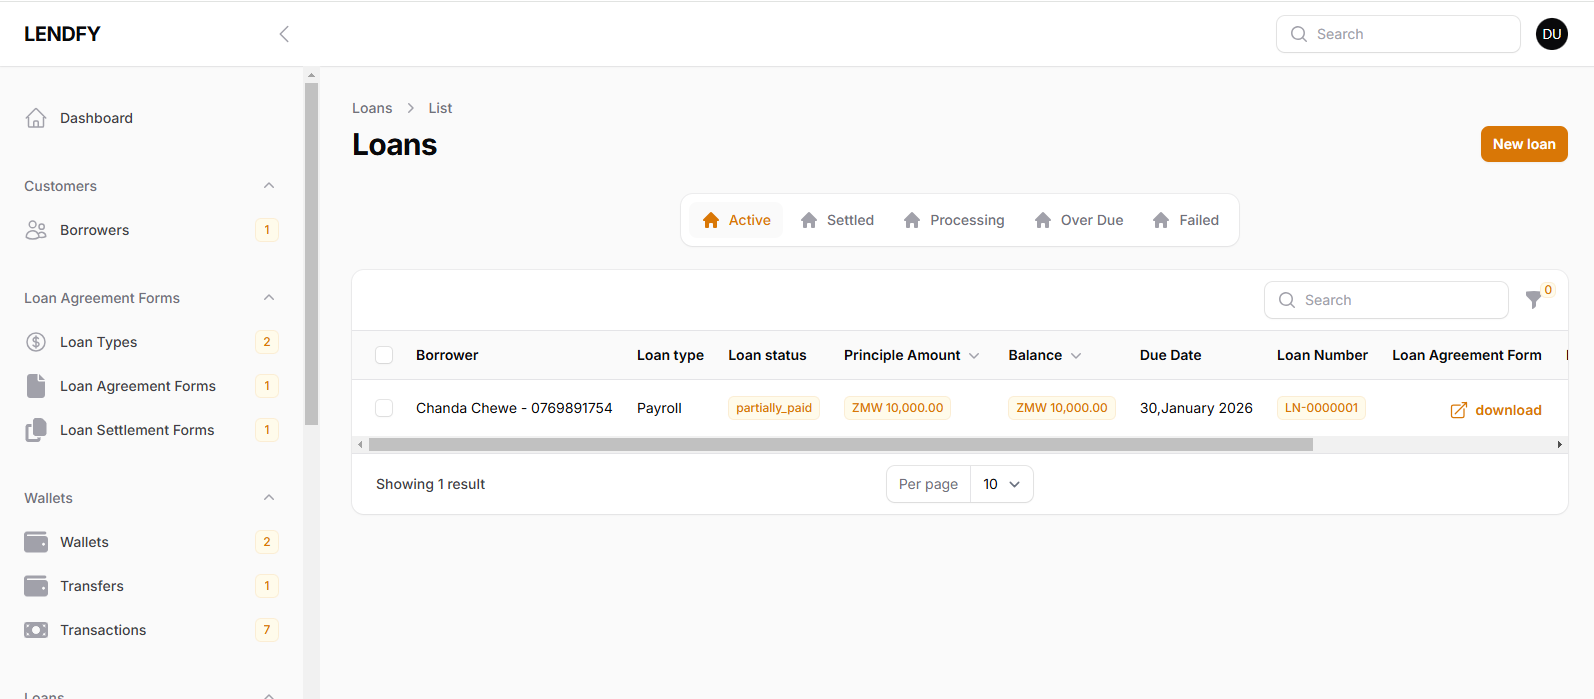 LENDFY
Search
DU
Dashboard
Customers
Borrowers 1
Loan Agreement Forms
Loan Types 2
Loan Agreement Forms 1
Loan Settlement Forms 1
Wallets
Wallets 2
Transfers 1
Transactions 7
Loans
Loans > List
Loans
New loan
Active Settled Processing Over Due Failed
Search
0
Borrower Loan type Loan status Principle Amount Balance Due Date Loan Number Loan Agreement Form
Chanda Chewe - 0769891754 Payroll partially_paid ZMW 10,000.00 ZMW 10,000.00 30,January 2026 LN-0000001 download
Showing 1 result
Per page 10